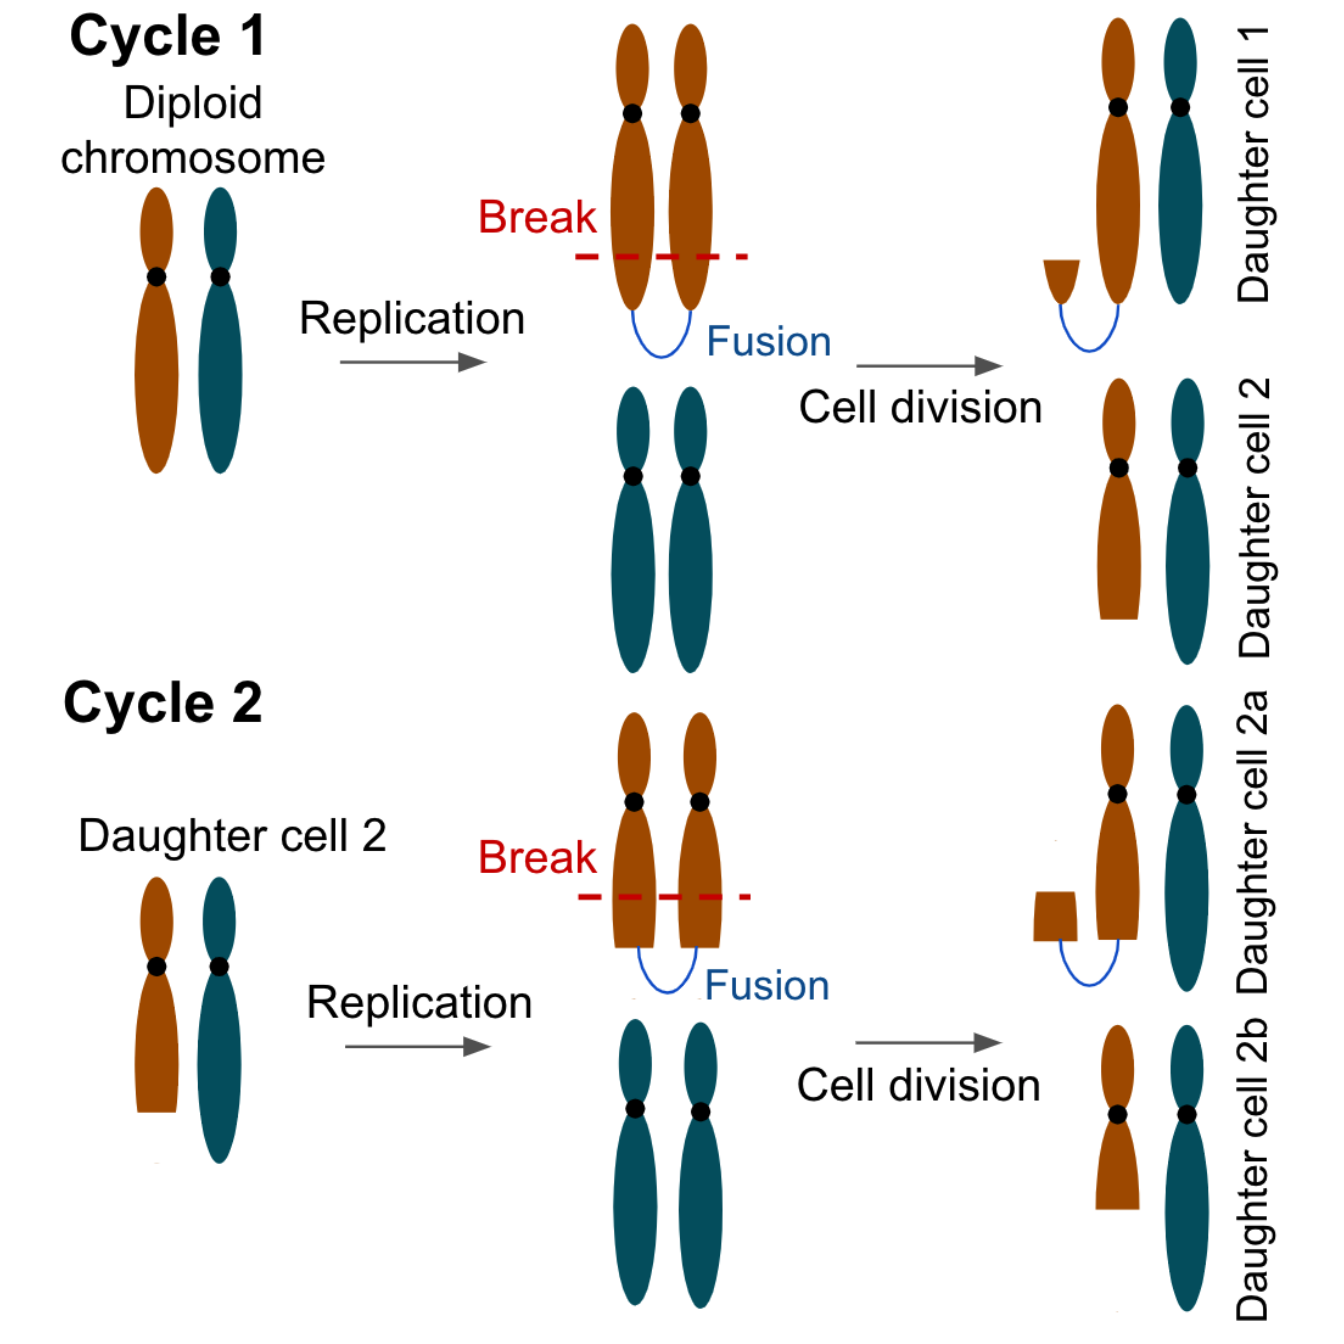 Cycle 1
Diploid
chromosome
Replication
Break
Fusion
Cell division
Daughter cell 1
Daughter cell 2
Cycle 2
Daughter cell 2
Replication
Break
Fusion
Cell division
Daughter cell 2a
Daughter cell 2b